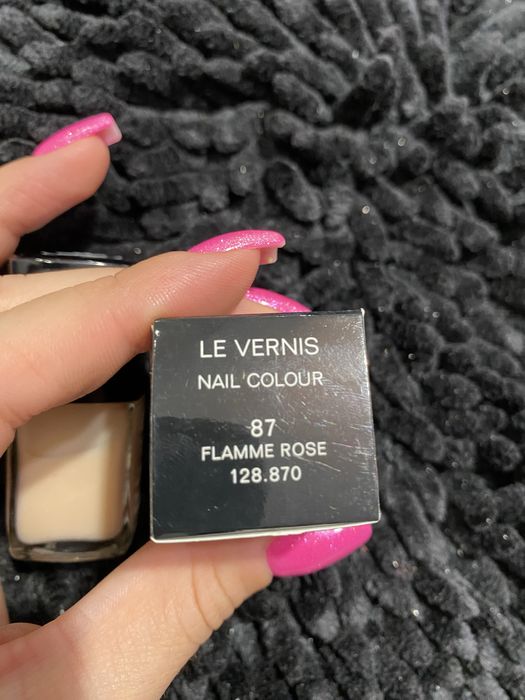 LE VERNIS
NAIL COLOUR
87
FLAMME ROSE
128.870